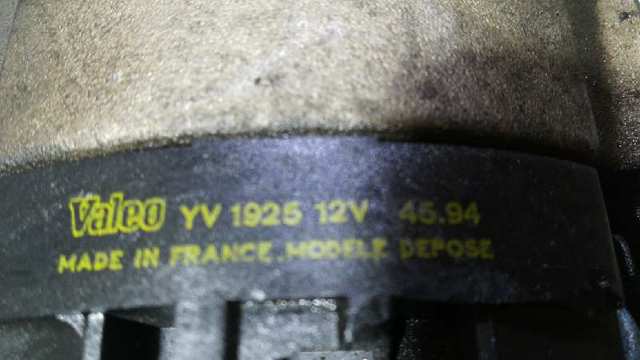 Valeo YV 1925 12V 45.94
MADE IN FRANCE.MODELE DEPOSE